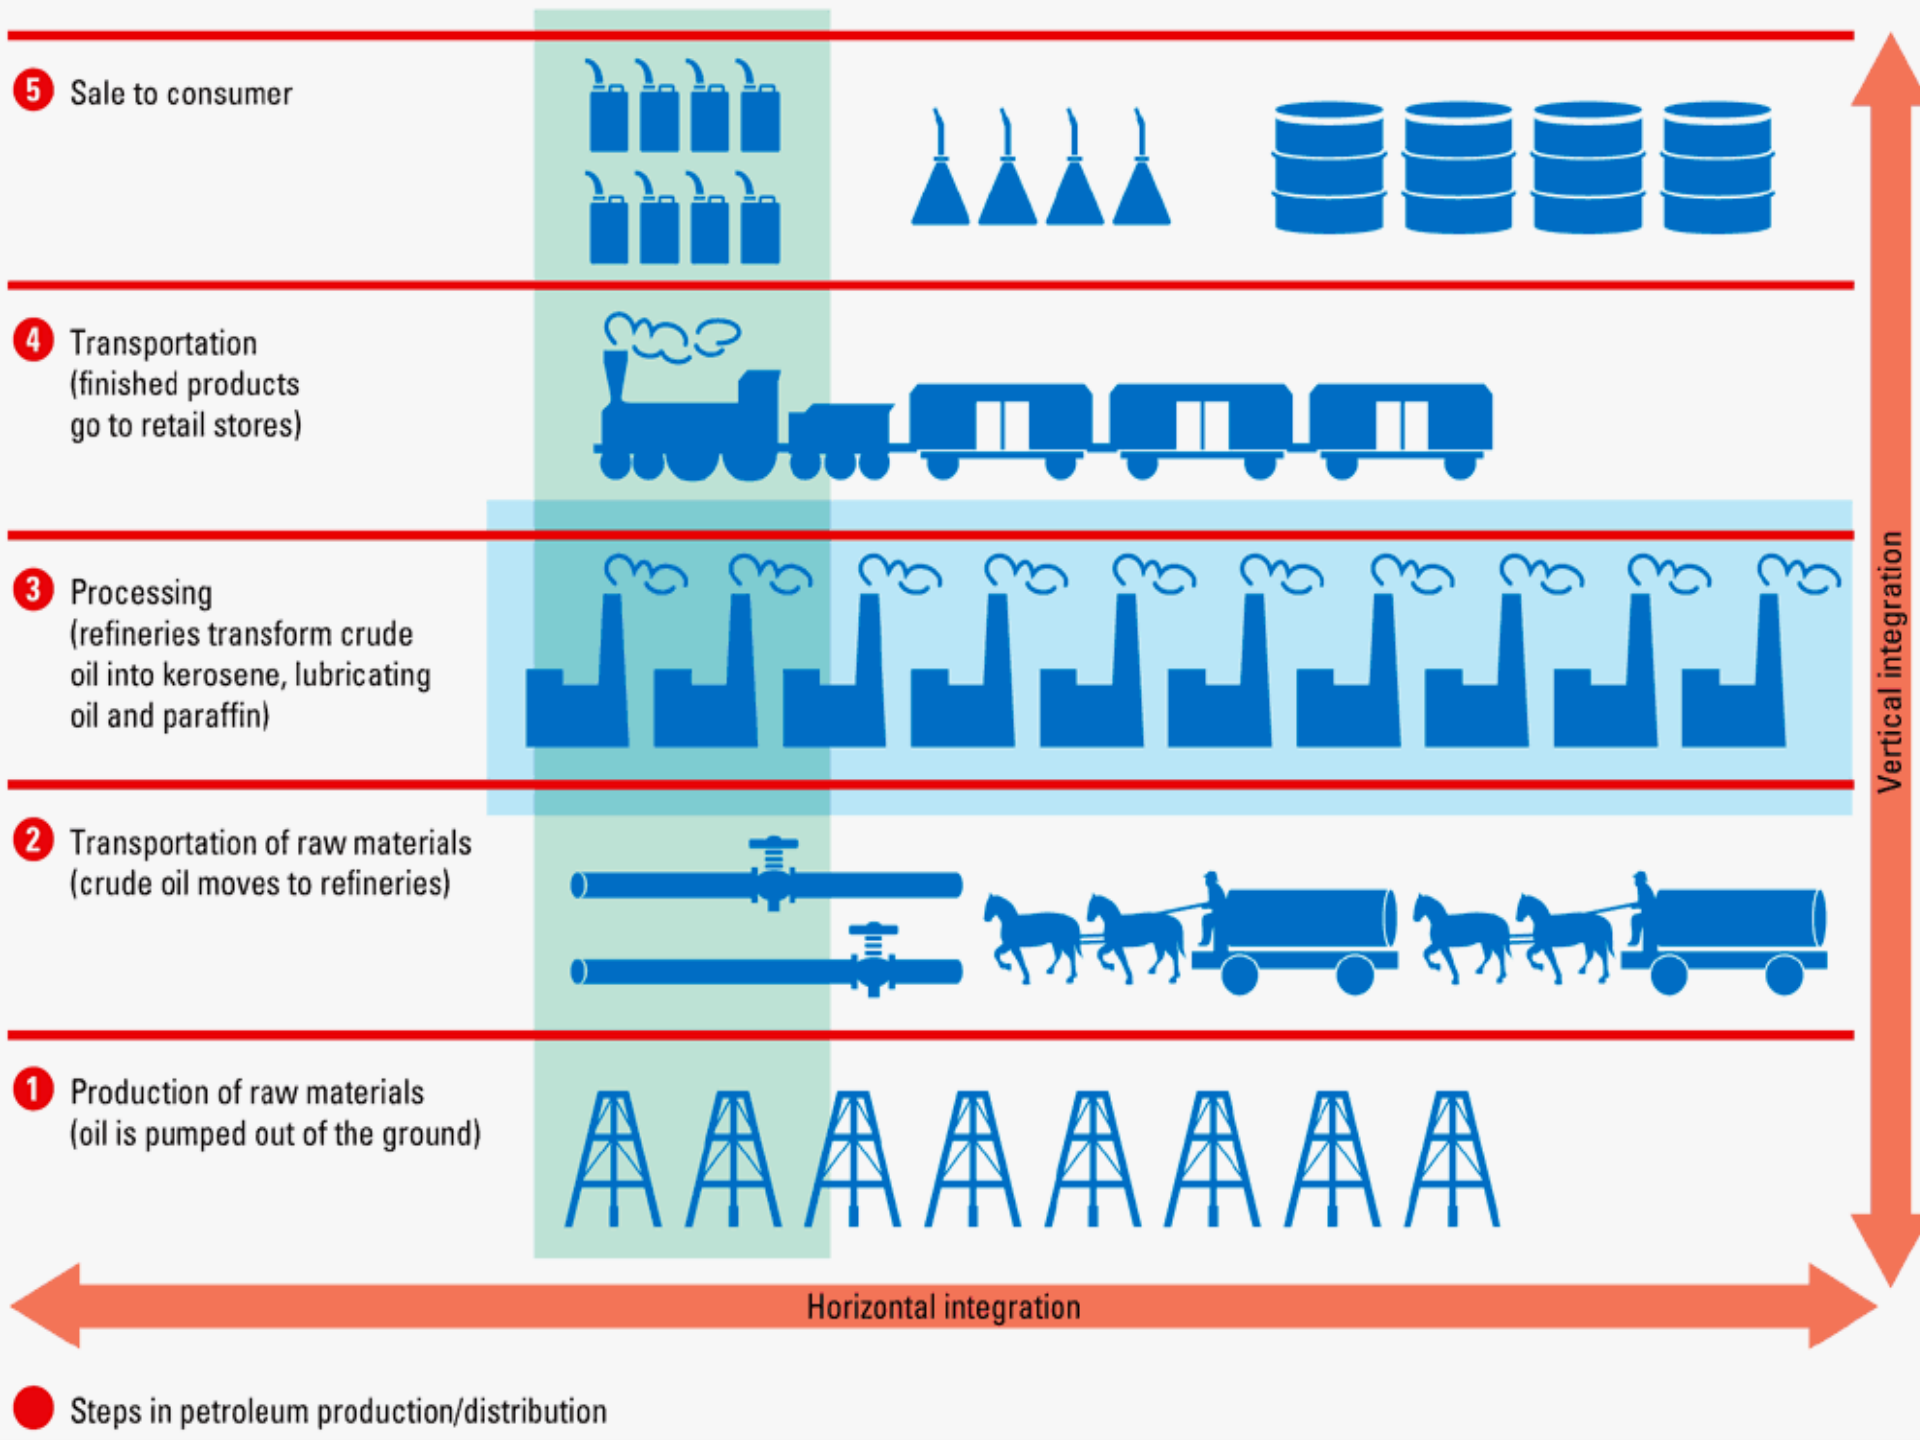 5 Sale to consumer
4 Transportation
(finished products
go to retail stores)
3 Processing
(refineries transform crude
oil into kerosene, lubricating
oil and paraffin)
Vertical integration
2 Transportation of raw materials
(crude oil moves to refineries)
1 Production of raw materials
(oil is pumped out of the ground)
Horizontal integration
Steps in petroleum production/distribution